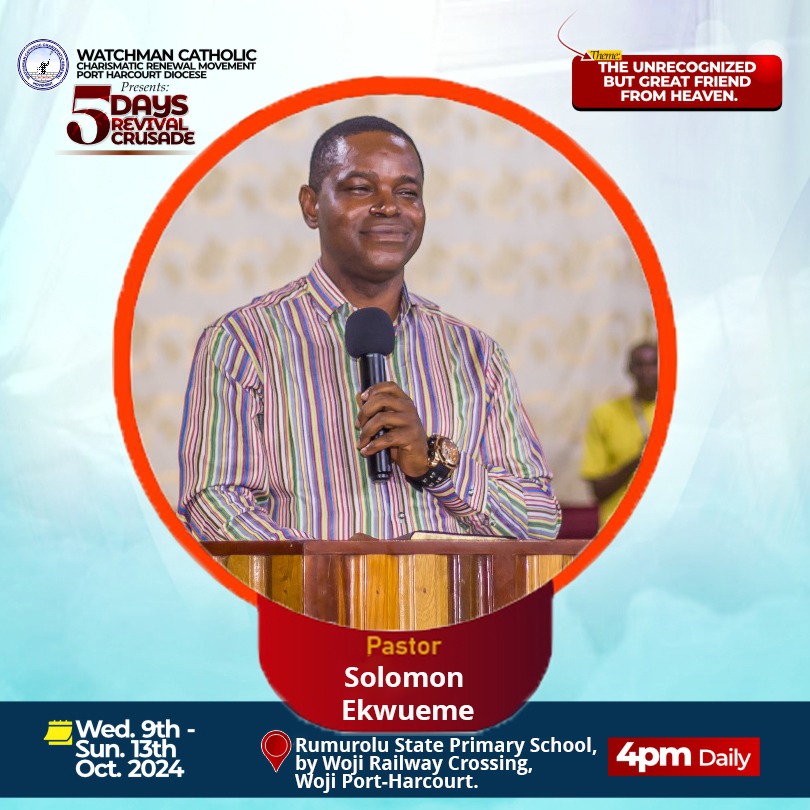 WATCHMAN CATHOLIC
CHARISMATIC RENEWAL MOVEMENT
PORT HARCOURT DIOCESE
Presents:
5 DAYS
REVIVAL
CRUSADE
Theme:
THE UNRECOGNIZED
BUT GREAT FRIEND
FROM HEAVEN.
Pastor
Solomon
Ekwueme
Wed. 9th -
Sun. 13th
Oct. 2024
Rumurolu State Primary School,
by Woji Railway Crossing,
Woji Port-Harcourt.
4pm Daily